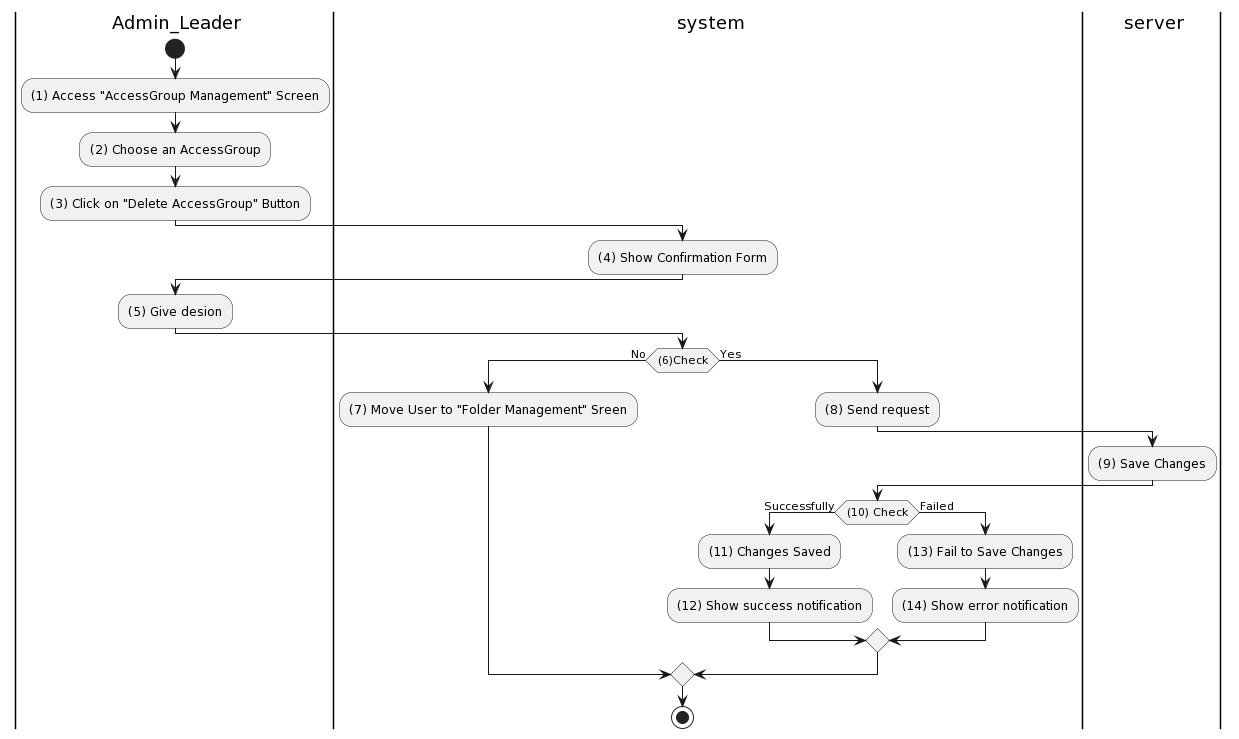 Admin_Leader
system
server
(1) Access "AccessGroup Management" Screen
(2) Choose an AccessGroup
(3) Click on "Delete AccessGroup" Button
(4) Show Confirmation Form
(5) Give desion
No
(6)Check
Yes
(7) Move User to "Folder Management" Sreen
(8) Send request
(9) Save Changes
Successfully
(10) Check
Failed
(11) Changes Saved
(13) Fail to Save Changes
(12) Show success notification
(14) Show error notification